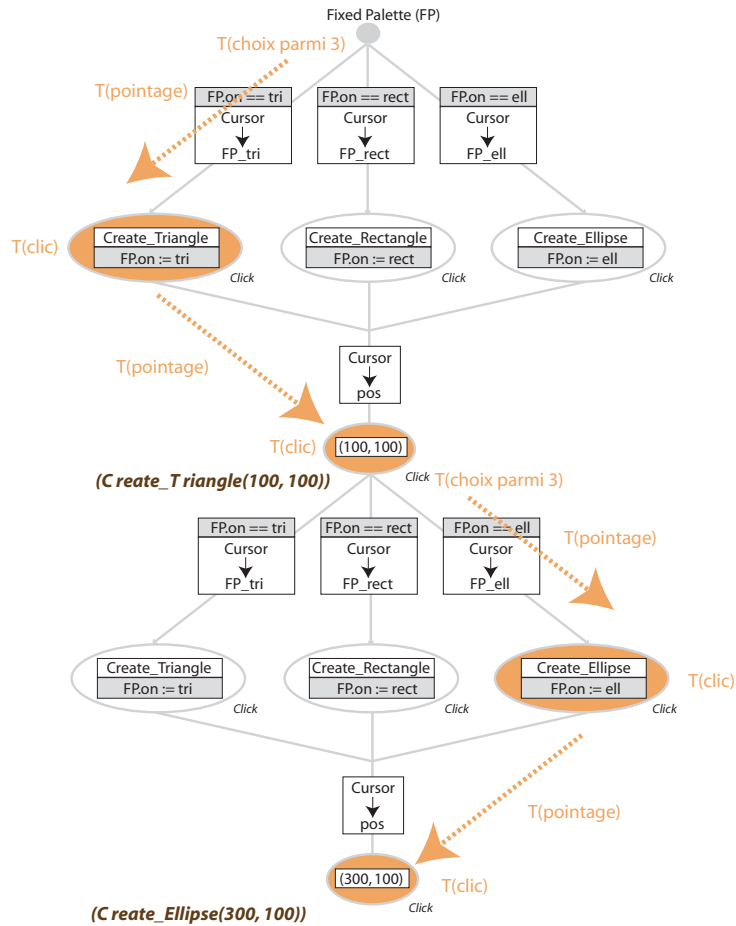 Fixed Palette (FP)
T(choix parmi 3)
T(pointage)
FP.on == tri
FP.on == rect
FP.on == ell
Cursor
Cursor
Cursor
FP_tri
FP_rect
FP_ell
T(clic)
Create_Triangle
Create_Rectangle
Create_Ellipse
FP.on := tri
FP.on := rect
FP.on := ell
Click
Click
Click
T(pointage)
Cursor
pos
T(clic)
(100, 100)
Click
(C reate_T riangle(100, 100))
T(choix parmi 3)
FP.on == tri
FP.on == rect
FP.on == ell
T(pointage)
Cursor
Cursor
Cursor
FP_tri
FP_rect
FP_ell
Create_Triangle
Create_Rectangle
Create_Ellipse
T(clic)
FP.on := tri
FP.on := rect
FP.on := ell
Click
Click
Click
Cursor
pos
T(pointage)
(300, 100)
T(clic)
Click
(C reate_Ellipse(300, 100))